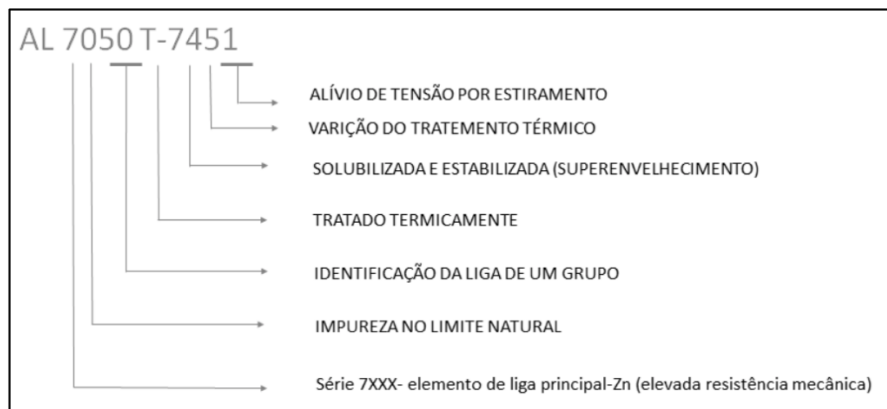 AL 7050 T-7451
ALÍVIO DE TENSÃO POR ESTIRAMENTO
VARIÇÃO DO TRATEMENTO TÉRMICO
SOLUBILIZADA E ESTABILIZADA (SUPERENVELHECIMENTO)
TRATADO TERMICAMENTE
IDENTIFICAÇÃO DA LIGA DE UM GRUPO
IMPUREZA NO LIMITE NATURAL
Série 7XXX- elemento de liga principal-Zn (elevada resistência mecânica)